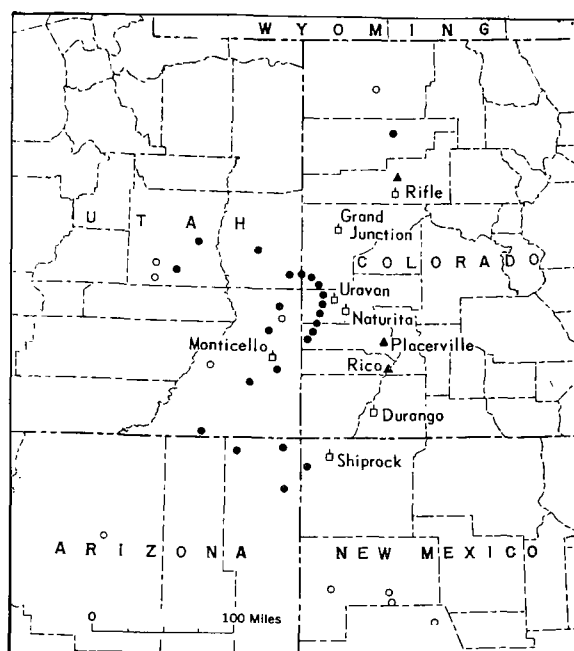 WYOMING
Rifle
UTAH
Grand
Junction
COLORADO
Uravan
Naturita
Monticello
Placerville
Rico
Durango
Shiprock
ARIZONA
NEW MEXICO
0 100 Miles